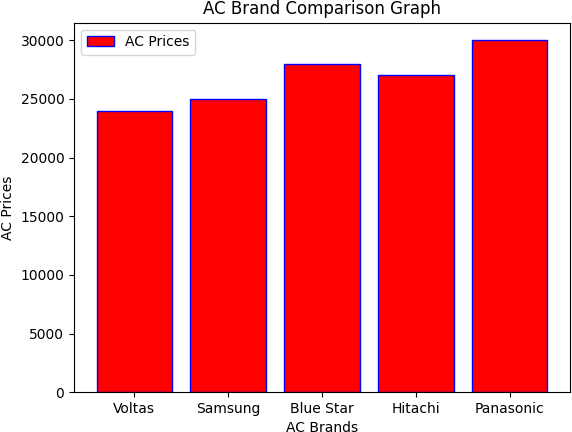 AC Brand Comparison Graph
AC Prices
30000
25000
20000
15000
10000
5000
0
AC Prices
Voltas Samsung Blue Star Hitachi Panasonic
AC Brands